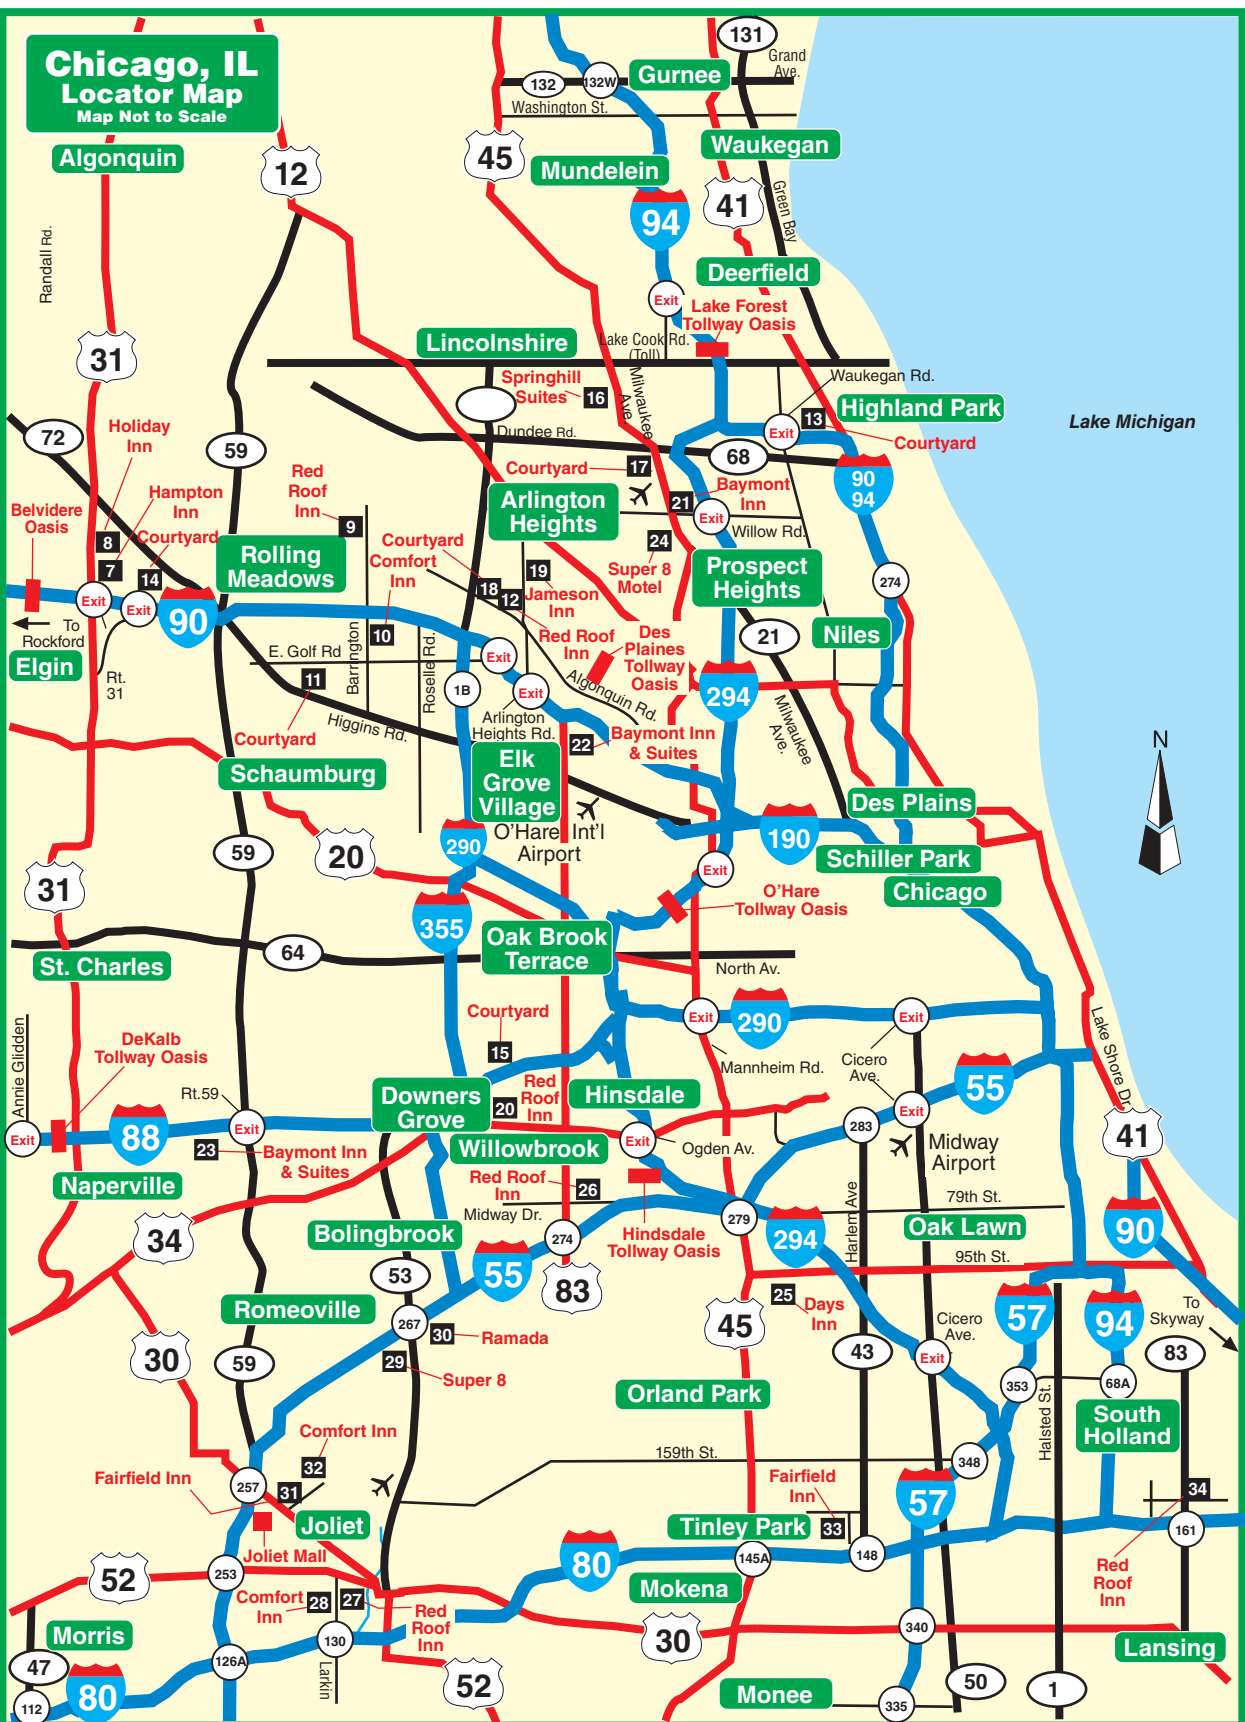 Chicago, IL
Locator Map
Map Not to Scale
131
Grand
Ave.
132
132W
Gurnee
Washington St.
Algonquin
12
45
Mundelein
Waukegan
41
94
Green Bay
Randall Rd.
Deerfield
Exit
Lake Forest
Tollway Oasis
31
Lincolnshire
Lake Cook Rd.
(Toll)
Milwaukee
Ave.
Springhill
Suites
16
Waukegan Rd.
Highland Park
13
Courtyard
Lake Michigan
72
Holiday
Inn
59
Dundee Rd.
Exit
68
90
94
Red
Roof
Inn
9
Courtyard
17
Hampton
Inn
Belvidere
Oasis
Arlington
Heights
21
Baymont
Inn
Exit
Willow Rd.
8
Courtyard
7
14
Rolling
Meadows
Courtyard
Comfort
Inn
24
Super 8
Motel
Prospect
Heights
274
19
Jameson
Inn
18
12
Exit
Exit
90
To
Rockford
Elgin
Rt.
31
10
E. Golf Rd
Barrington
Roselle Rd.
11
Courtyard
Higgins Rd.
Exit
1B
Exit
Red Roof
Inn
Des
Plaines
Tollway
Oasis
21
Niles
294
Algonquin Rd.
Milwaukee
Ave.
Arlington
Heights Rd.
22
Baymont Inn
& Suites
N
Schaumburg
Elk
Grove
Village
Des Plains
59
20
290
O'Hare Int'l
Airport
190
Schiller Park
Chicago
Exit
31
355
O'Hare
Tollway Oasis
Oak Brook
Terrace
64
St. Charles
North Av.
Annie Glidden
DeKalb
Tollway Oasis
Courtyard
15
Exit
290
Exit
Mannheim Rd.
Cicero
Ave.
55
Lake Shore Dr.
Rt.59
Exit
88
Exit
23
Baymont Inn
& Suites
Downers
Grove
20
Red
Roof
Inn
Hinsdale
Exit
Ogden Av.
283
Exit
Midway
Airport
41
Willowbrook
Naperville
Red Roof
Inn
26
Midway Dr.
279
79th St.
34
Bolingbrook
55
274
Hindsdale
Tollway Oasis
294
Harlem Ave
Oak Lawn
90
95th St.
53
83
Romeoville
267
30
Ramada
29
Super 8
45
25
Days
Inn
Cicero
Ave.
57
94
To
Skyway
30
59
43
Exit
83
353
68A
Orland Park
Halsted St.
South
Holland
Comfort Inn
32
159th St.
348
Fairfield Inn
257
31
Fairfield
Inn
57
34
Joliet
Joliet Mall
Tinley Park
33
161
52
253
80
145A
148
Red
Roof
Inn
Comfort
Inn
28
27
Red
Roof
Inn
Mokena
Morris
130
30
340
Lansing
47
80
126A
Larkin
52
Monee
335
50
1
112